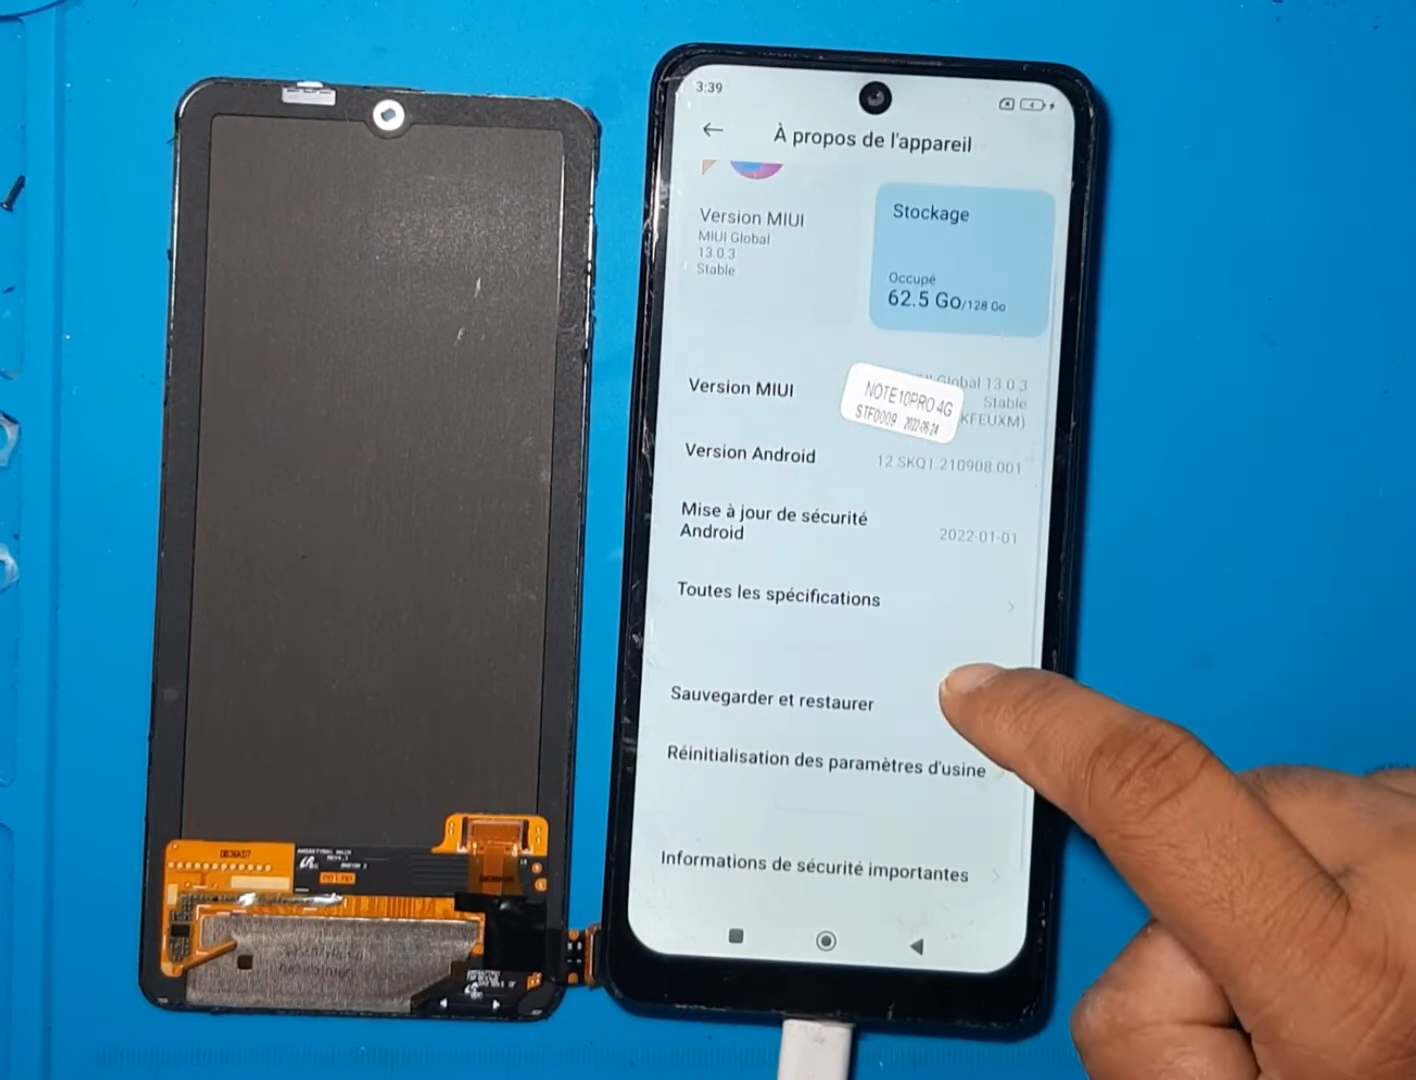 3:39
À propos de l'appareil
Version MIUI
MIUI Global
13.0.3
Stable
Stockage
Occupé
62.5 Go/128 Go
Version MIUI
Global 13.0.3
Stable
KFEUXM)
NOTE10PRO 4G
STF0009 2022-06-24
Version Android
12 SKQ1.210908.001
Mise à jour de sécurité
Android
2022-01-01
Toutes les spécifications
Sauvegarder et restaurer
Réinitialisation des paramètres d'usine
Informations de sécurité importantes